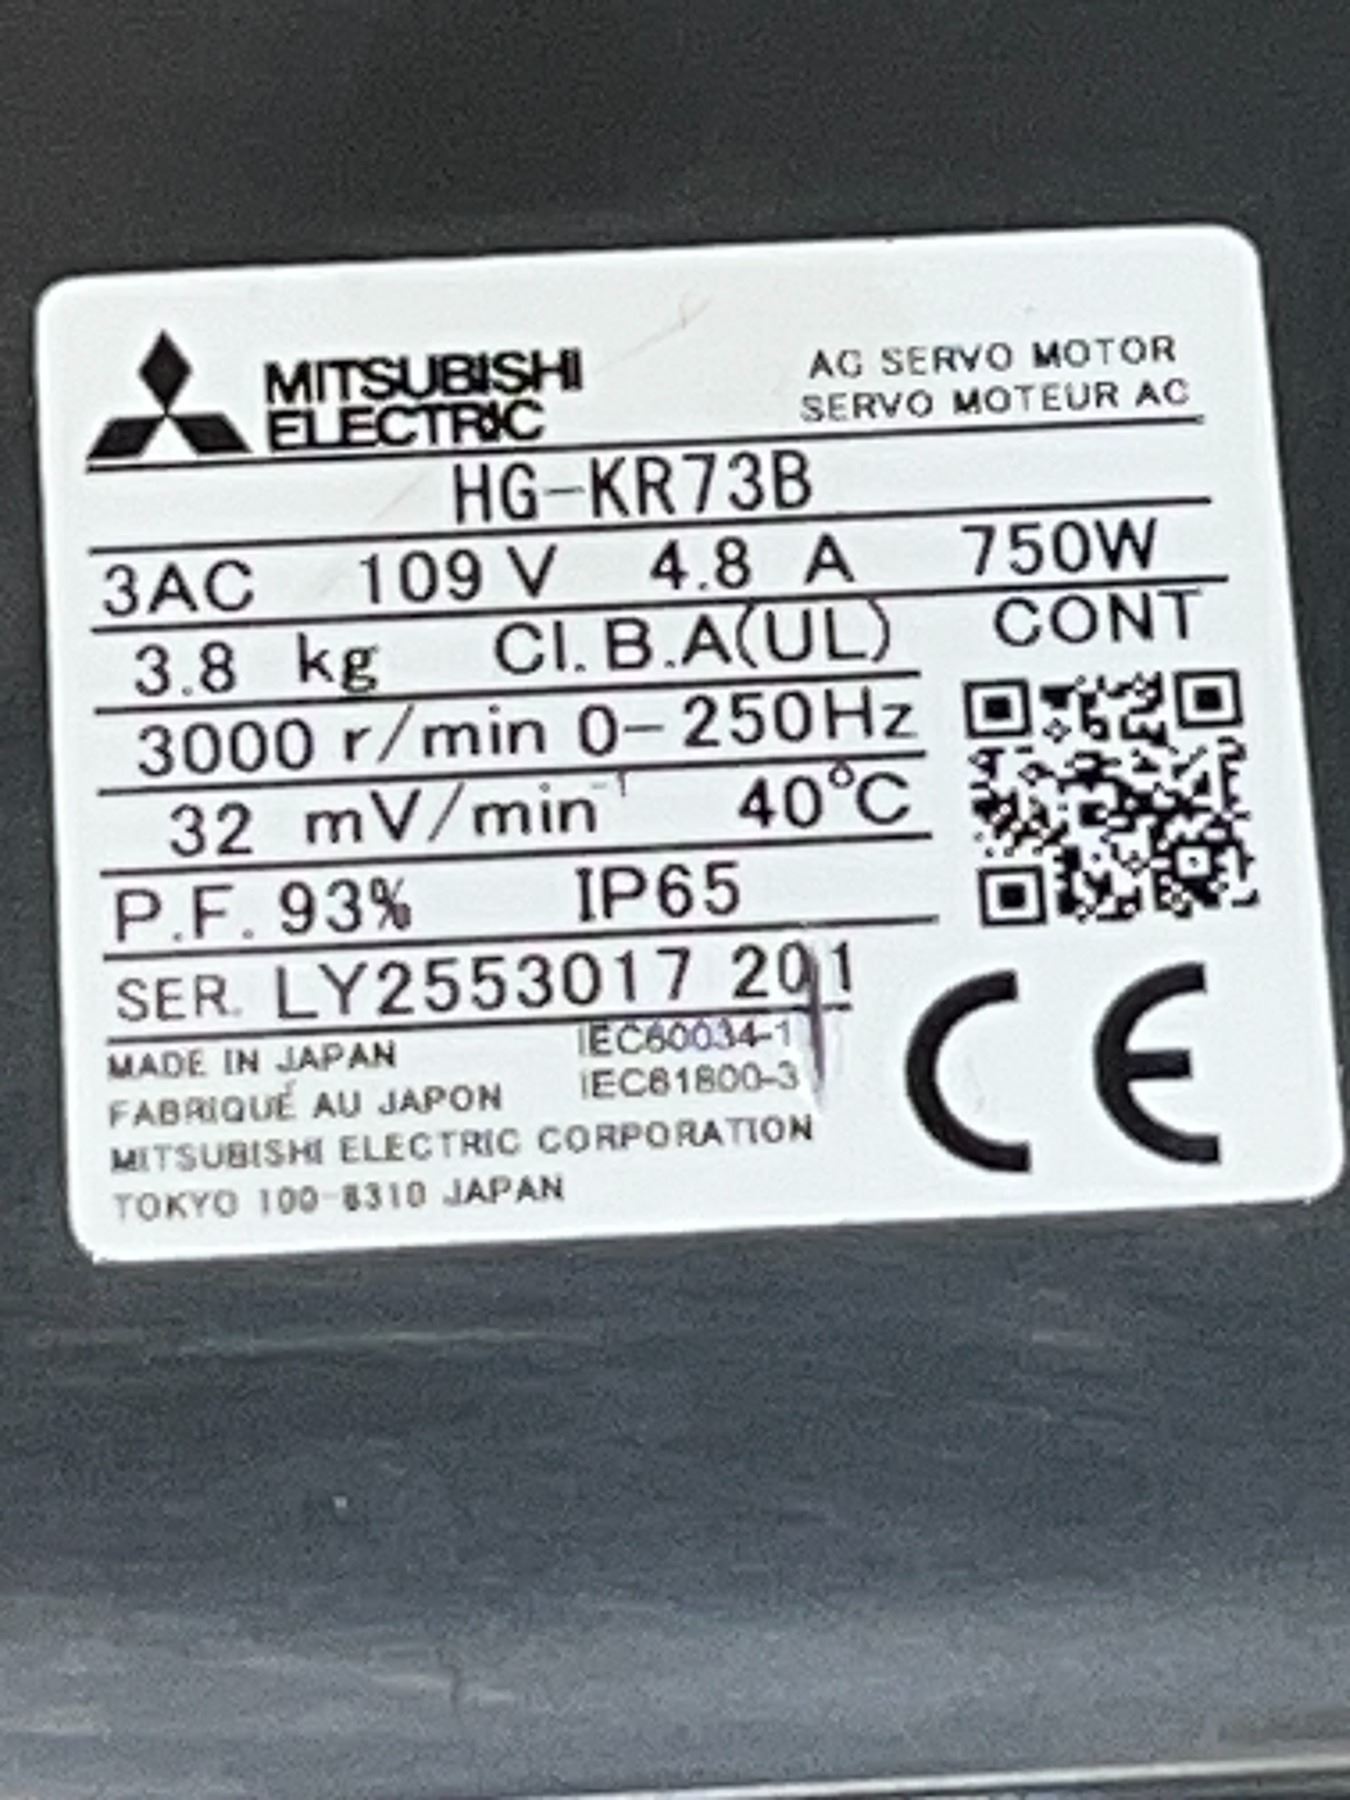 MITSUBISHI
ELECTRIC
AC SERVO MOTOR
SERVO MOTEUR AC
HG-KR73B
3AC 109 V 4.8 A 750W
3.8 kg Cl.B.A(UL) CONT
3000 r/min 0-250Hz
32 mV/min⁻¹ 40°C
P.F. 93% IP65
SER. LY2553017 201
MADE IN JAPAN IEC60034-1
FABRIQUÉ AU JAPON IEC61800-3
MITSUBISHI ELECTRIC CORPORATION
TOKYO 100-8310 JAPAN
CE